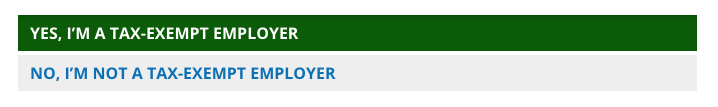 YES, I’M A TAX-EXEMPT EMPLOYER
NO, I’M NOT A TAX-EXEMPT EMPLOYER